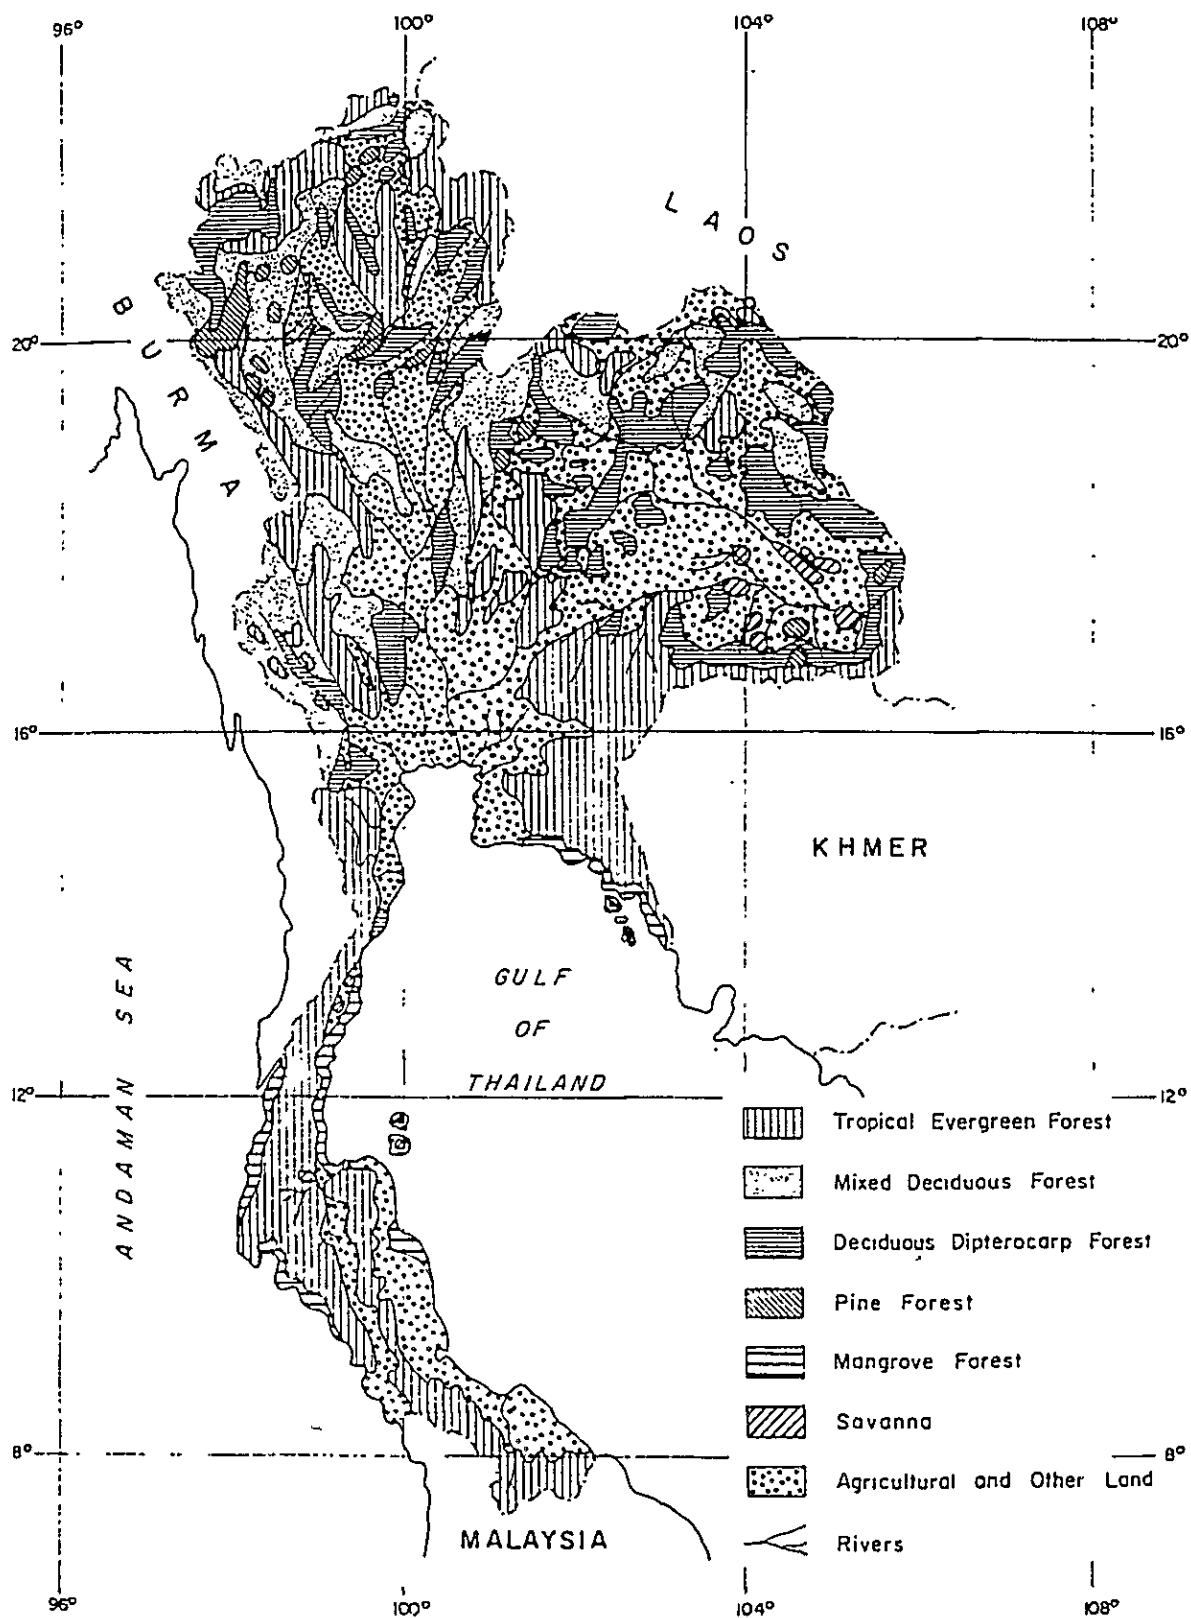 96° 100° 104° 108°
LAOS
BURMA
20° 20°
16° 16°
KHMER
ANDAMAN SEA
GULF
OF
THAILAND
12° 12°
Tropical Evergreen Forest
Mixed Deciduous Forest
Deciduous Dipterocarp Forest
Pine Forest
Mangrove Forest
Savanna
8° 8°
Agricultural and Other Land
MALAYSIA
Rivers
96° 100° 104° 108°